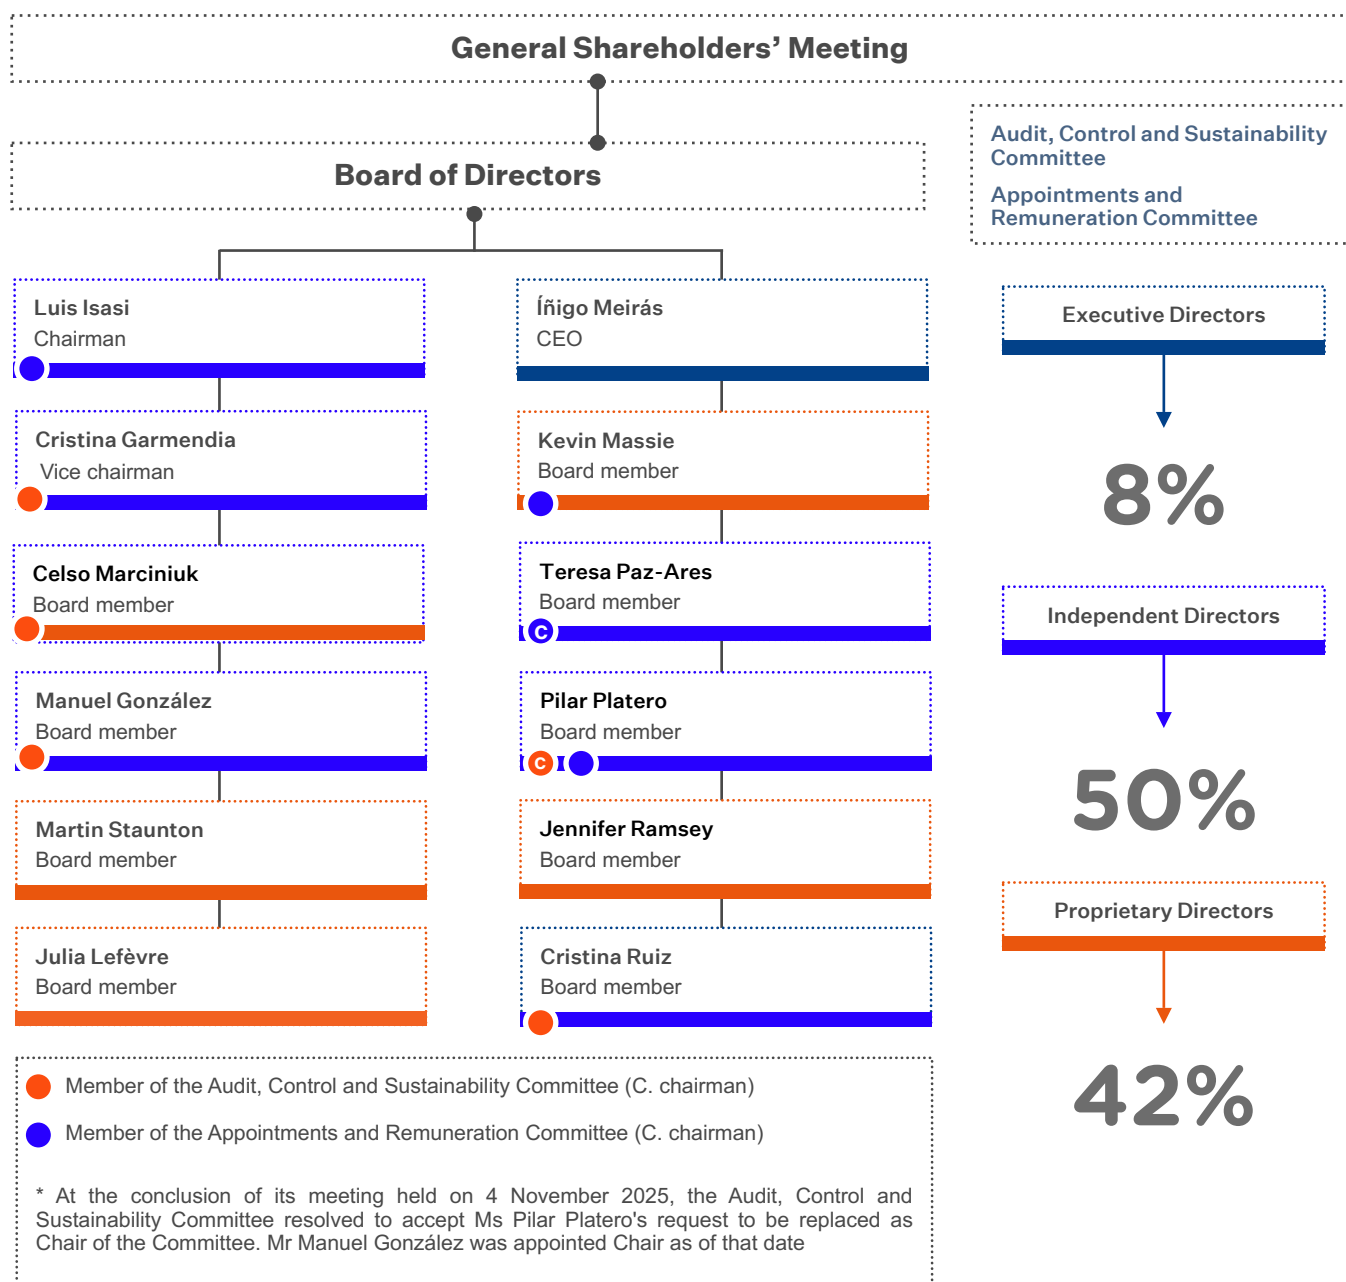 General Shareholders’ Meeting
Board of Directors
Audit, Control and Sustainability
Committee
Appointments and
Remuneration Committee
Luis Isasi
Chairman
Íñigo Meirás
CEO
Cristina Garmendia
Vice chairman
Kevin Massie
Board member
Celso Marciniuk
Board member
Teresa Paz-Ares
Board member
C
Manuel González
Board member
Pilar Platero
Board member
C
Martin Staunton
Board member
Jennifer Ramsey
Board member
Julia Lefèvre
Board member
Cristina Ruiz
Board member
Executive Directors
8%
Independent Directors
50%
Proprietary Directors
42%
Member of the Audit, Control and Sustainability Committee (C. chairman)
Member of the Appointments and Remuneration Committee (C. chairman)
* At the conclusion of its meeting held on 4 November 2025, the Audit, Control and
Sustainability Committee resolved to accept Ms Pilar Platero's request to be replaced as
Chair of the Committee. Mr Manuel González was appointed Chair as of that date